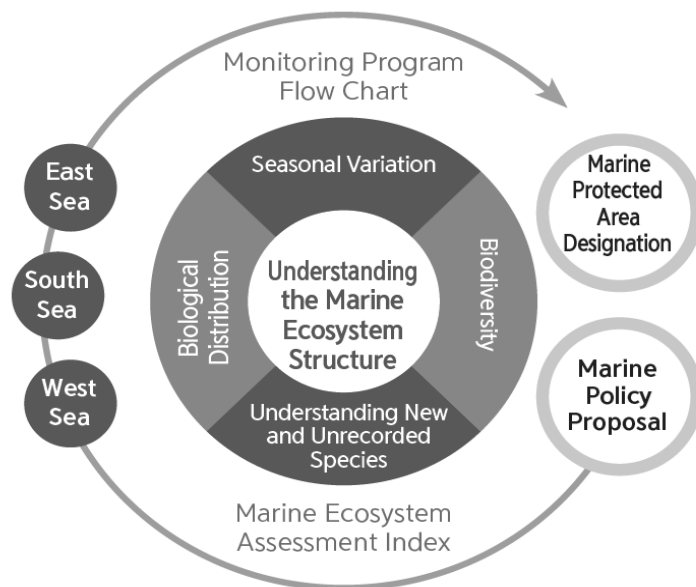 Monitoring Program
Flow Chart
East
Sea
South
Sea
West
Sea
Seasonal Variation
Biological
Distribution
Understanding
the Marine
Ecosystem
Structure
Biodiversity
Understanding New
and Unrecorded
Species
Marine
Protected
Area
Designation
Marine
Policy
Proposal
Marine Ecosystem
Assessment Index